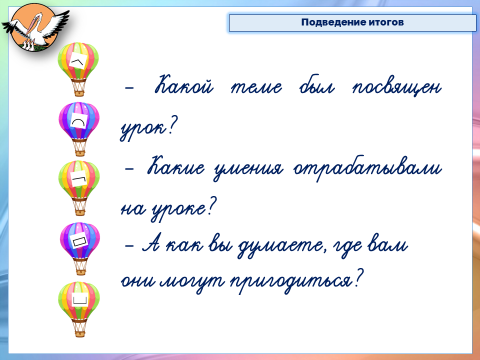 Подведение итогов
– Какой теме был посвящен
урок?
– Какие умения отрабатывали
на уроке?
– А как вы думаете, где вам
они могут пригодиться?